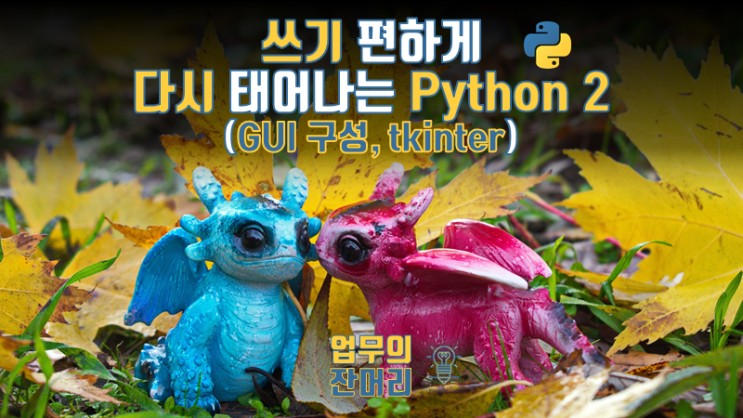 쓰기 편하게
다시 태어나는 Python 2
(GUI 구성, tkinter)
업무의
잔머리